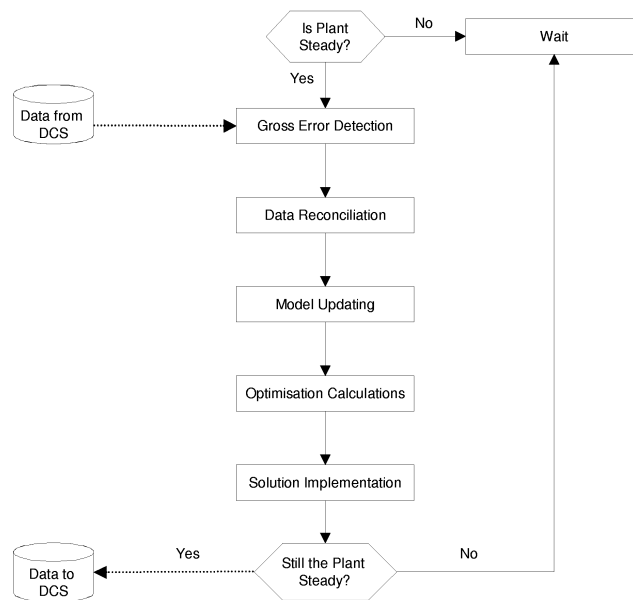 Is Plant
Steady?
No
Wait
Yes
Data from
DCS
Gross Error Detection
Data Reconciliation
Model Updating
Optimisation Calculations
Solution Implementation
Yes
Still the Plant
Steady?
No
Data to
DCS